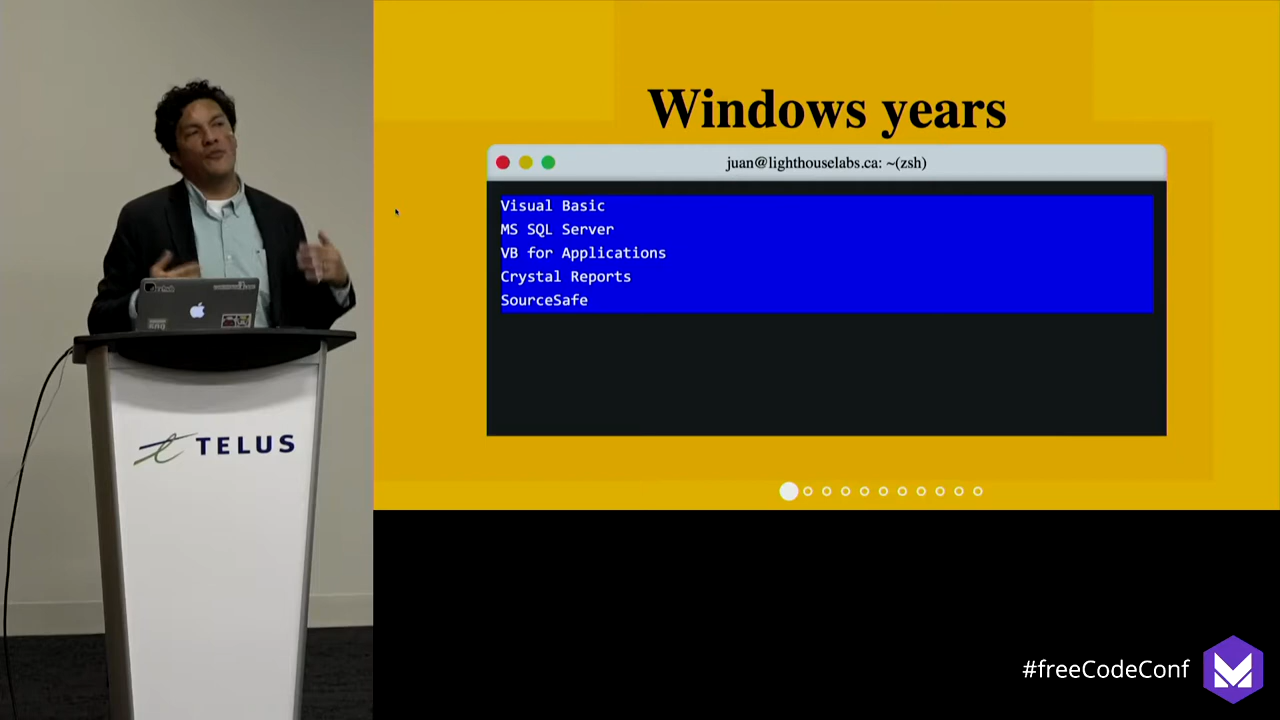 Windows years
juan@lighthouselabs.ca: ~(zsh)
Visual Basic
MS SQL Server
VB for Applications
Crystal Reports
SourceSafe
TELUS
#freeCodeConf